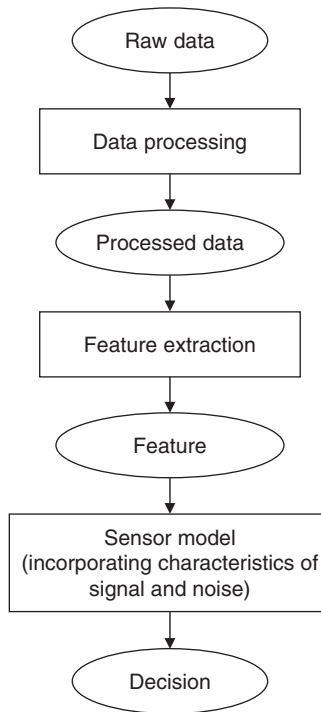 Raw data
Data processing
Processed data
Feature extraction
Feature
Sensor model
(incorporating characteristics of
signal and noise)
Decision